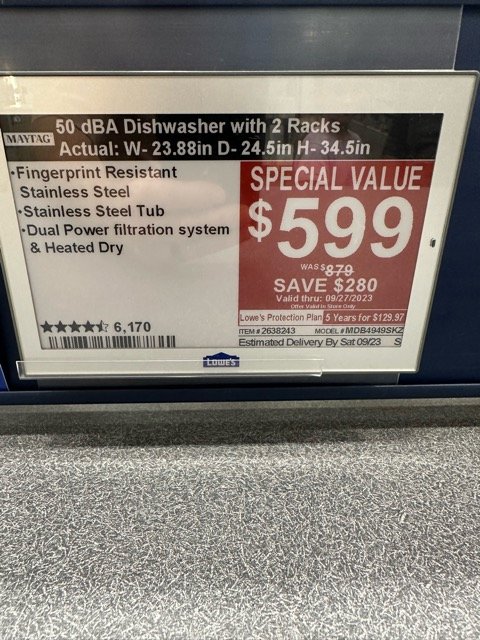 MAYTAG
50 dBA Dishwasher with 2 Racks
Actual: W- 23.88in D- 24.5in H- 34.5in
•Fingerprint Resistant
Stainless Steel
•Stainless Steel Tub
•Dual Power filtration system
& Heated Dry
6,170
SPECIAL VALUE
$599
WAS $879
SAVE $280
Valid thru: 09/27/2023
Offer Valid In Store Only
Lowe's Protection Plan 5 Years for $129.97
ITEM # 2638243 MODEL # MDB4949SKZ
Estimated Delivery By Sat 09/23 S
LOWE'S